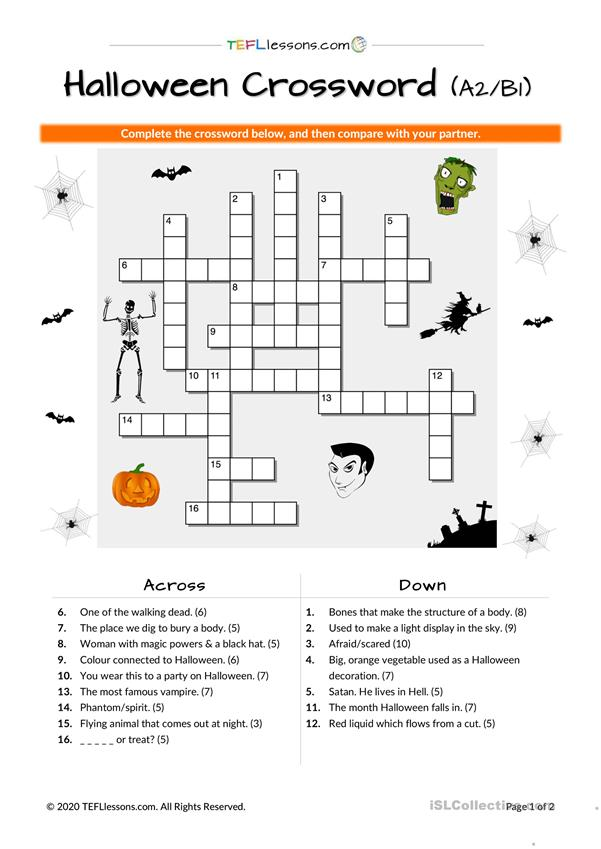 TEFLlessons.com
Halloween Crossword (A2/B1)
Complete the crossword below, and then compare with your partner.
1
2 3
4 5
6 7
8
9
10 11 12
13
14
15
16
Across
6. One of the walking dead. (6)
7. The place we dig to bury a body. (5)
8. Woman with magic powers & a black hat. (5)
9. Colour connected to Halloween. (6)
10. You wear this to a party on Halloween. (7)
13. The most famous vampire. (7)
14. Phantom/spirit. (5)
15. Flying animal that comes out at night. (3)
16. _ _ _ _ _ or treat? (5)
Down
1. Bones that make the structure of a body. (8)
2. Used to make a light display in the sky. (9)
3. Afraid/scared (10)
4. Big, orange vegetable used as a Halloween
decoration. (7)
5. Satan. He lives in Hell. (5)
11. The month Halloween falls in. (7)
12. Red liquid which flows from a cut. (5)
© 2020 TEFLlessons.com. All Rights Reserved.
iSLCollective.com
Page 1 of 2